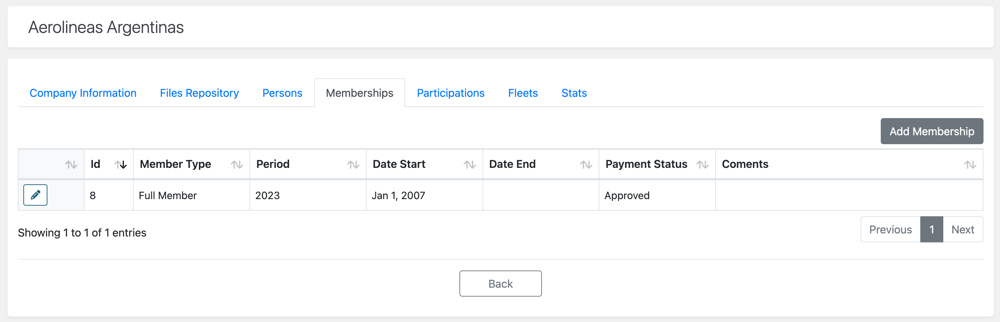 Aerolineas Argentinas
Company Information Files Repository Persons Memberships Participations Fleets Stats
Add Membership
Id Member Type Period Date Start Date End Payment Status Coments
8 Full Member 2023 Jan 1, 2007 Approved
Showing 1 to 1 of 1 entries
Previous 1 Next
Back